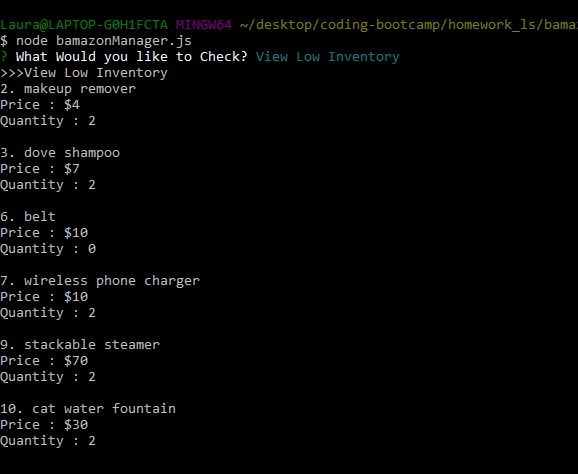 Laura@LAPTOP-G0H1FCTA MINGW64 ~/desktop/coding-bootcamp/homework_ls/bama
$ node bamazonManager.js
? What Would you like to Check? View Low Inventory
>>>View Low Inventory
2. makeup remover
Price : $4
Quantity : 2
3. dove shampoo
Price : $7
Quantity : 2
6. belt
Price : $10
Quantity : 0
7. wireless phone charger
Price : $10
Quantity : 2
9. stackable steamer
Price : $70
Quantity : 2
10. cat water fountain
Price : $30
Quantity : 2